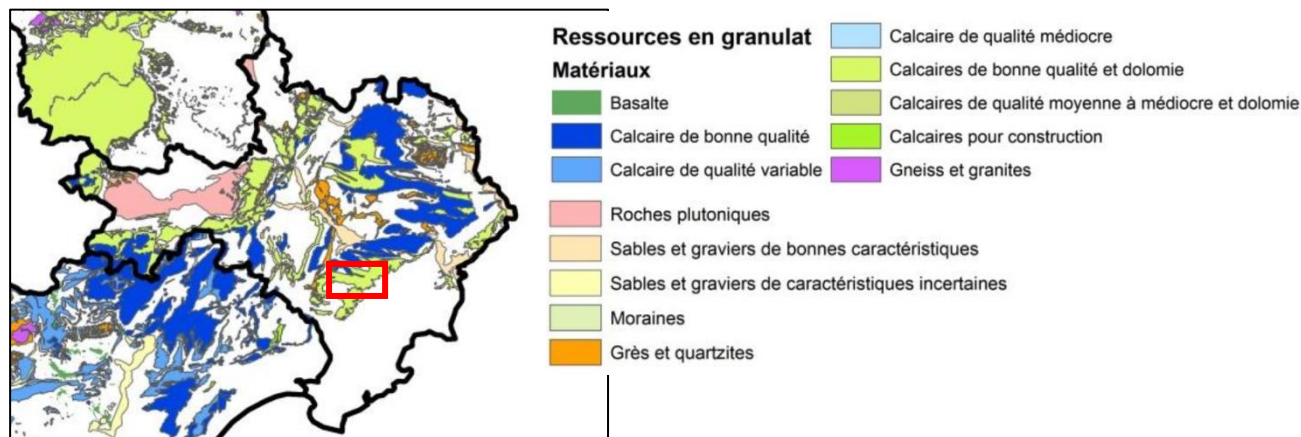 Ressources en granulat
Matériaux
Basalte
Calcaire de bonne qualité
Calcaire de qualité variable
Calcaire de qualité médiocre
Calcaires de bonne qualité et dolomie
Calcaires de qualité moyenne à médiocre et dolomie
Calcaires pour construction
Gneiss et granites
Roches plutoniques
Sables et graviers de bonnes caractéristiques
Sables et graviers de caractéristiques incertaines
Moraines
Grès et quartzites